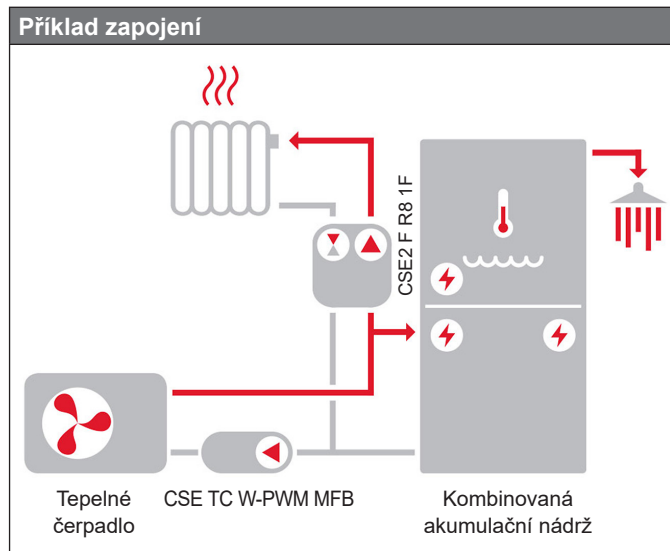 Příklad zapojení
CSE2 F R8 1F
Tepelné
čerpadlo
CSE TC W-PWM MFB
Kombinovaná
akumulační nádrž